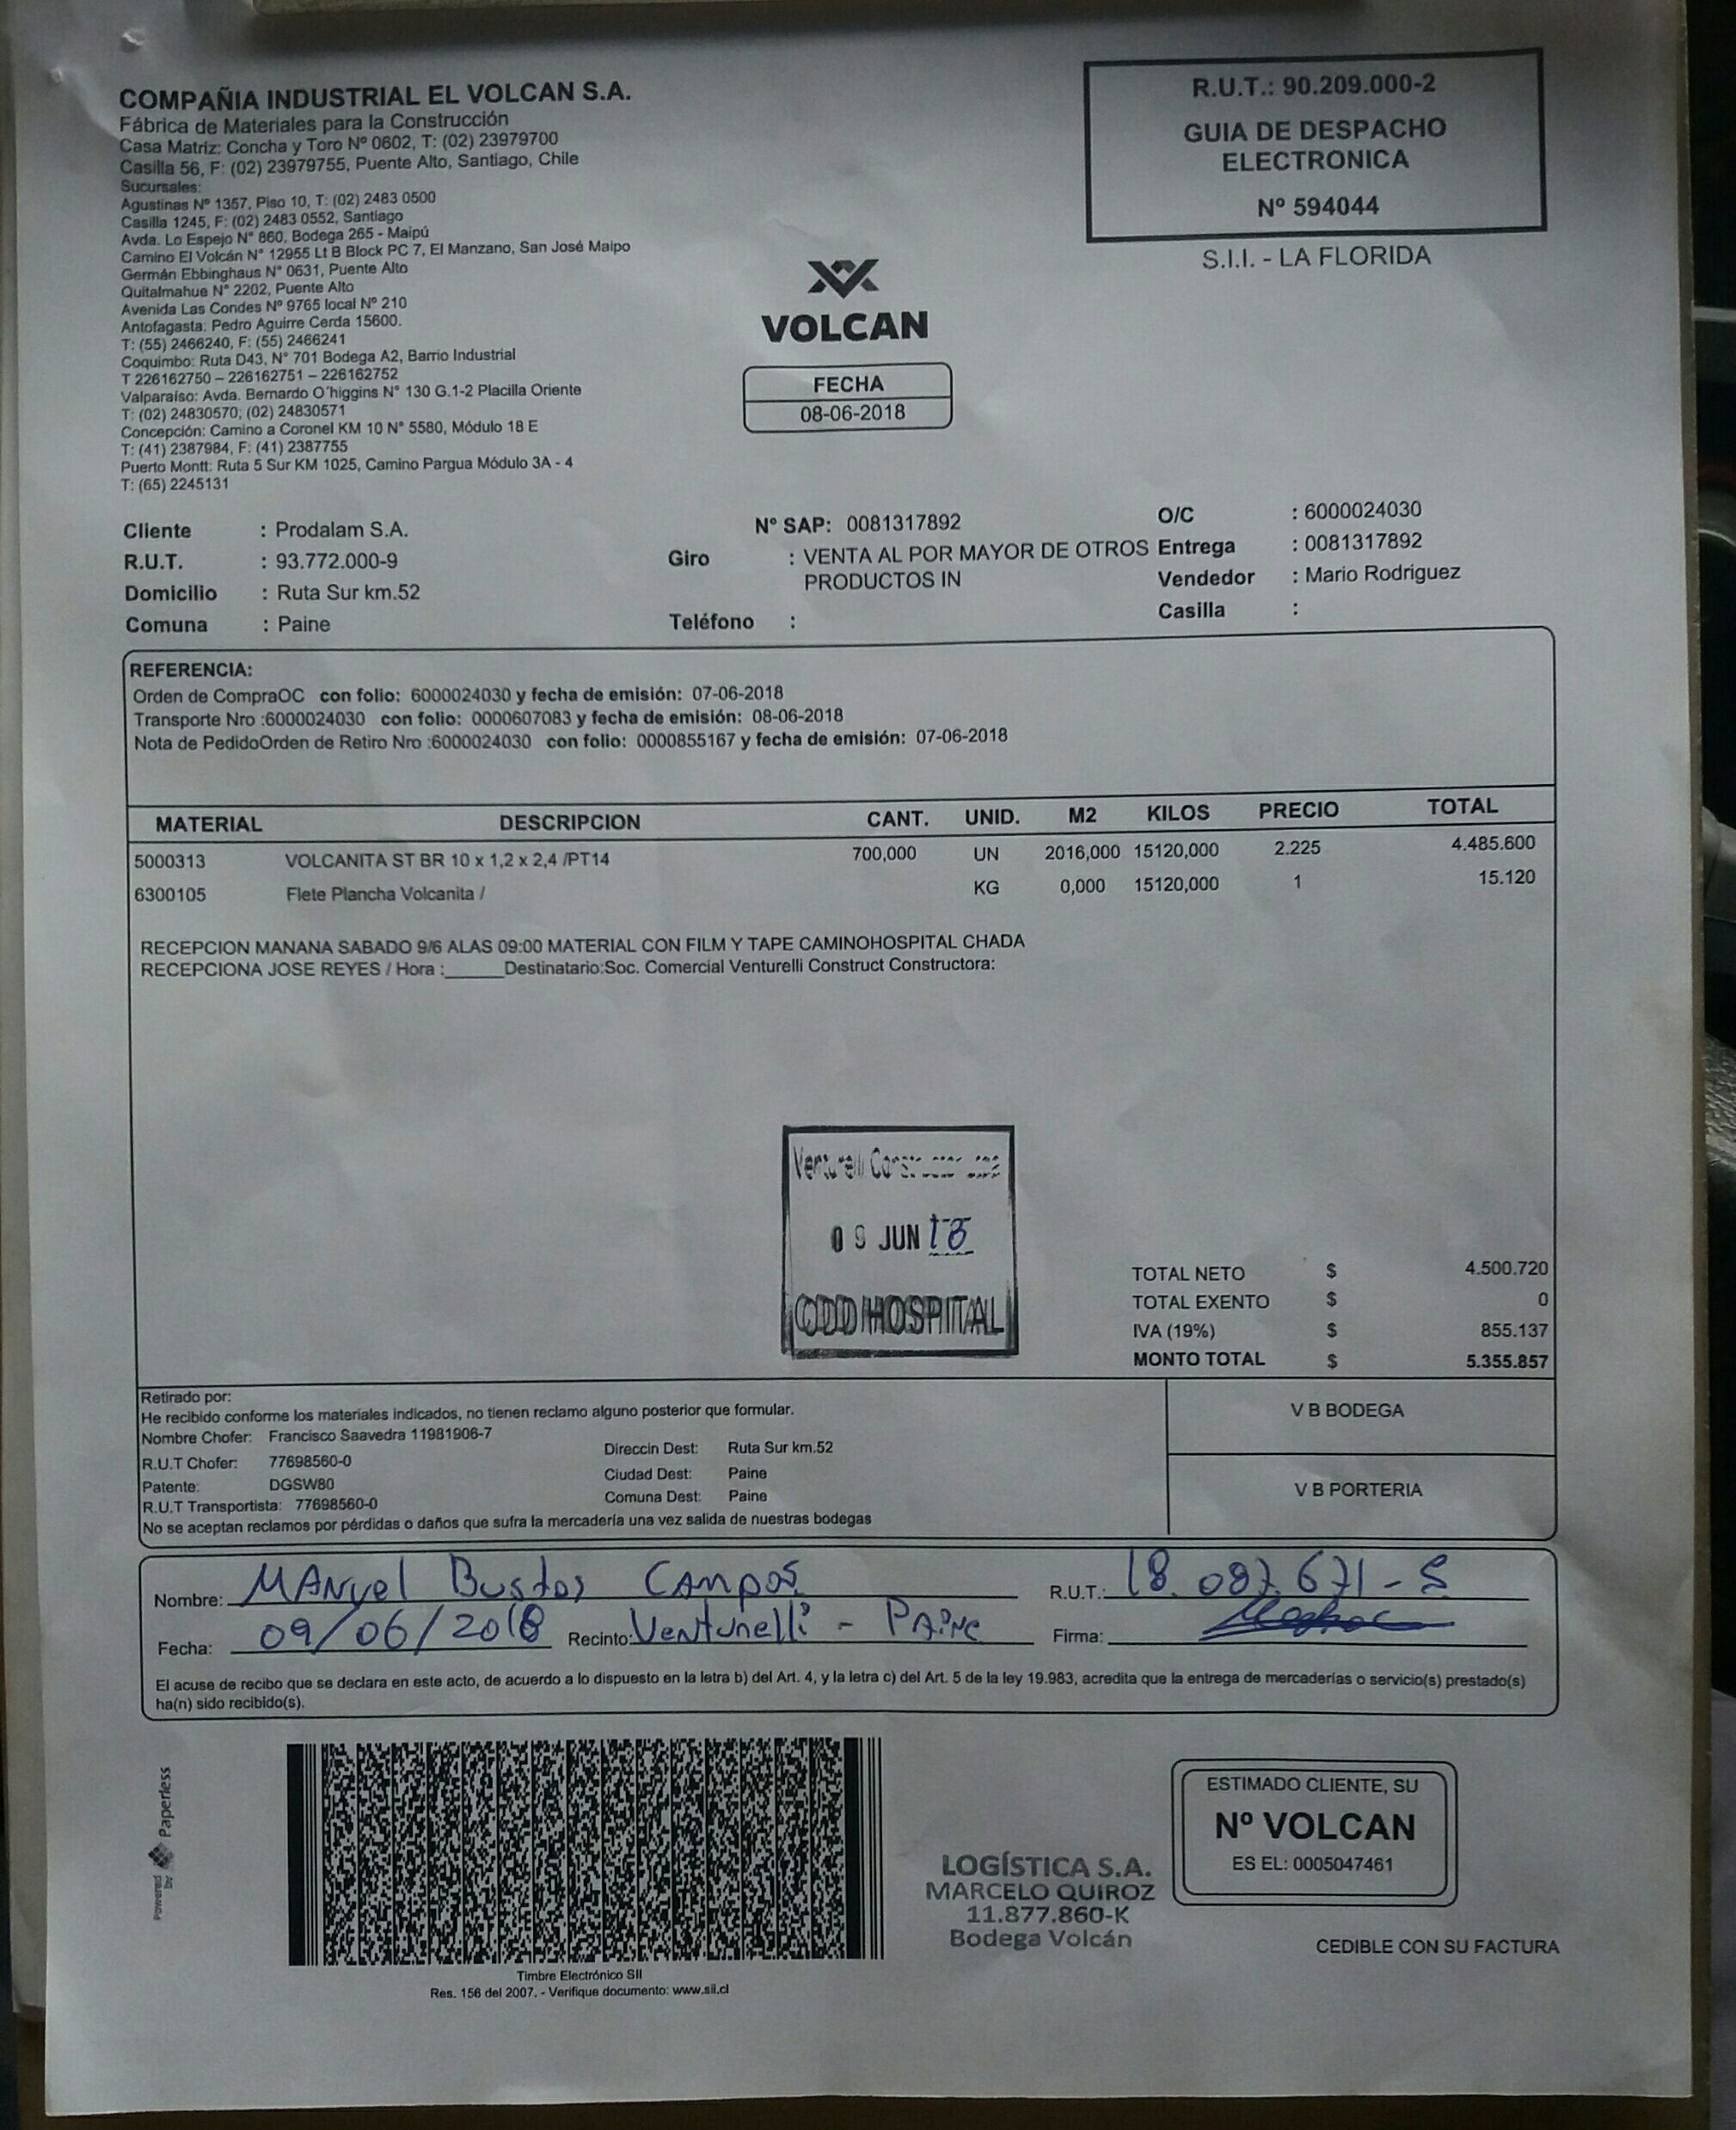 COMPAÑIA INDUSTRIAL EL VOLCAN S.A.
Fábrica de Materiales para la Construcción
Casa Matriz: Concha y Toro Nº 0602, T: (02) 23979700
Casilla 56, F: (02) 23979755, Puente Alto, Santiago, Chile
Sucursales:
Agustinas Nº 1357, Piso 10, T: (02) 2483 0500
Casilla 1245, F: (02) 2483 0552, Santiago
Avda. Lo Espejo N° 860, Bodega 265 - Maipú
Camino El Volcán N° 12955 Lt B Block PC 7, El Manzano, San José Maipo
Germán Ebbinghaus N° 0631, Puente Alto
Quitalmahue N° 2202, Puente Alto
Avenida Las Condes Nº 9765 local Nº 210
Antofagasta: Pedro Aguirre Cerda 15600.
T: (55) 2466240, F: (55) 2466241
Coquimbo: Ruta D43, N° 701 Bodega A2, Barrio Industrial
T 226162750 – 226162751 – 226162752
Valparaíso: Avda. Bernardo O´higgins N° 130 G.1-2 Placilla Oriente
T: (02) 24830570; (02) 24830571
Concepción: Camino a Coronel KM 10 N° 5580, Módulo 18 E
T: (41) 2387984, F: (41) 2387755
Puerto Montt: Ruta 5 Sur KM 1025, Camino Pargua Módulo 3A - 4
T: (65) 2245131
VOLCAN
FECHA
08-06-2018
R.U.T.: 90.209.000-2
GUIA DE DESPACHO
ELECTRONICA
Nº 594044
S.I.I. - LA FLORIDA
Cliente : Prodalam S.A.
R.U.T. : 93.772.000-9
Domicilio : Ruta Sur km.52
Comuna : Paine
Nº SAP: 0081317892
Giro : VENTA AL POR MAYOR DE OTROS
PRODUCTOS IN
Teléfono :
O/C : 6000024030
Entrega : 0081317892
Vendedor : Mario Rodriguez
Casilla :
REFERENCIA:
Orden de CompraOC con folio: 6000024030 y fecha de emisión: 07-06-2018
Transporte Nro :6000024030 con folio: 0000607083 y fecha de emisión: 08-06-2018
Nota de PedidoOrden de Retiro Nro :6000024030 con folio: 0000855167 y fecha de emisión: 07-06-2018
MATERIAL DESCRIPCION CANT. UNID. M2 KILOS PRECIO TOTAL
5000313 VOLCANITA ST BR 10 x 1,2 x 2,4 /PT14 700,000 UN 2016,000 15120,000 2.225 4.485.600
6300105 Flete Plancha Volcanita / KG 0,000 15120,000 1 15.120
RECEPCION MANANA SABADO 9/6 ALAS 09:00 MATERIAL CON FILM Y TAPE CAMINOHOSPITAL CHADA
RECEPCIONA JOSE REYES / Hora :______Destinatario:Soc. Comercial Venturelli Construct Constructora:
Venturelli
09 JUN 18
HOSPITAL
TOTAL NETO $ 4.500.720
TOTAL EXENTO $ 0
IVA (19%) $ 855.137
MONTO TOTAL $ 5.355.857
Retirado por:
He recibido conforme los materiales indicados, no tienen reclamo alguno posterior que formular.
Nombre Chofer: Francisco Saavedra 11981906-7
R.U.T Chofer: 77698560-0
Patente: DGSW80
R.U.T Transportista: 77698560-0
Direccin Dest: Ruta Sur km.52
Ciudad Dest: Paine
Comuna Dest: Paine
No se aceptan reclamos por pérdidas o daños que sufra la mercadería una vez salida de nuestras bodegas
V B BODEGA
V B PORTERIA
Nombre: MANuel Bustos CAMPOS R.U.T.: 18.087.671-5
Fecha: 09/06/2018 Recinto: Venturelli - PAine Firma:
El acuse de recibo que se declara en este acto, de acuerdo a lo dispuesto en la letra b) del Art. 4, y la letra c) del Art. 5 de la ley 19.983, acredita que la entrega de mercaderías o servicio(s) prestado(s)
ha(n) sido recibido(s).
Powered by Paperless
Timbre Electrónico SII
Res. 156 del 2007. - Verifique documento: www.sii.cl
LOGÍSTICA S.A.
MARCELO QUIROZ
11.877.860-K
Bodega Volcán
ESTIMADO CLIENTE, SU
Nº VOLCAN
ES EL: 0005047461
CEDIBLE CON SU FACTURA